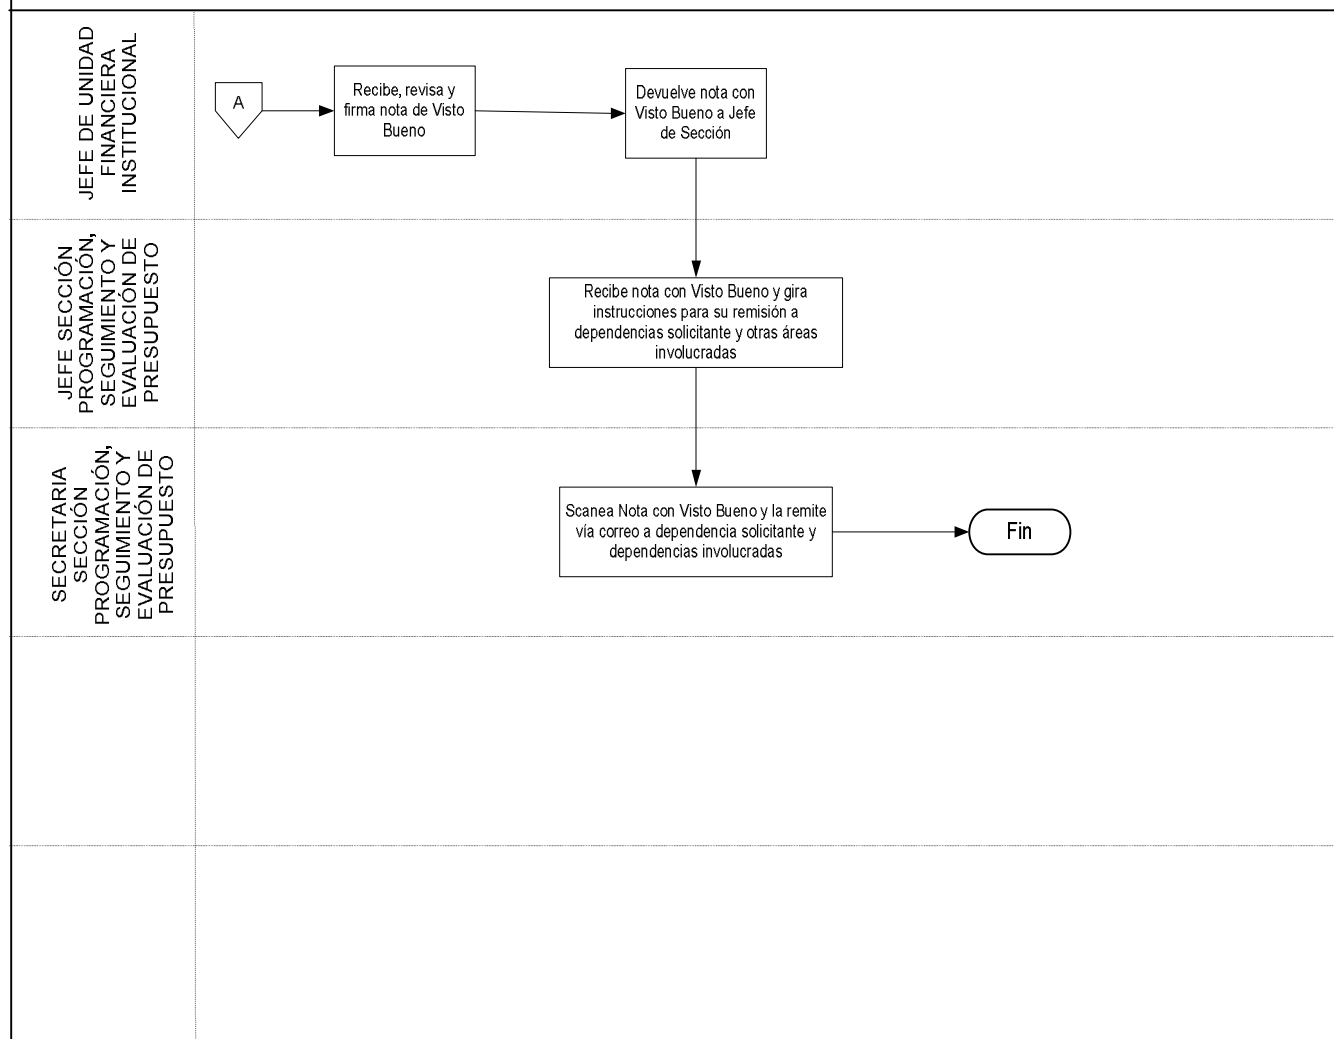 JEFE DE UNIDAD
FINANCIERA
INSTITUCIONAL
A
Recibe, revisa y
firma nota de Visto
Bueno
Devuelve nota con
Visto Bueno a Jefe
de Sección
JEFE SECCIÓN
PROGRAMACIÓN,
SEGUIMIENTO Y
EVALUACIÓN DE
PRESUPUESTO
Recibe nota con Visto Bueno y gira
instrucciones para su remisión a
dependencias solicitante y otras áreas
involucradas
SECRETARIA
SECCIÓN
PROGRAMACIÓN,
SEGUIMIENTO Y
EVALUACIÓN DE
PRESUPUESTO
Scanea Nota con Visto Bueno y la remite
vía correo a dependencia solicitante y
dependencias involucradas
Fin